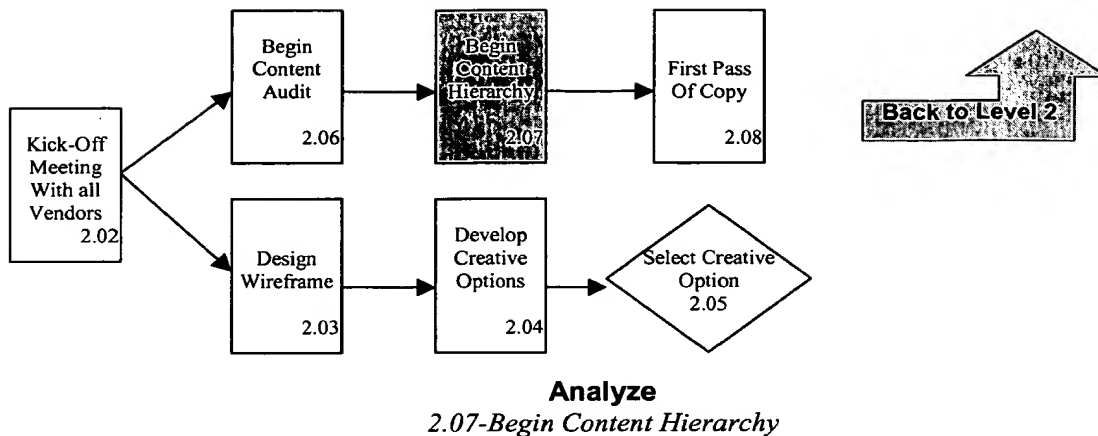 Kick-Off
Meeting
With all
Vendors
2.02
Begin
Content
Audit
2.06
Begin
Content
Hierarchy
2.07
First Pass
Of Copy
2.08
Back to Level 2
Design
Wireframe
2.03
Develop
Creative
Options
2.04
Select Creative
Option
2.05
Analyze
2.07-Begin Content Hierarchy